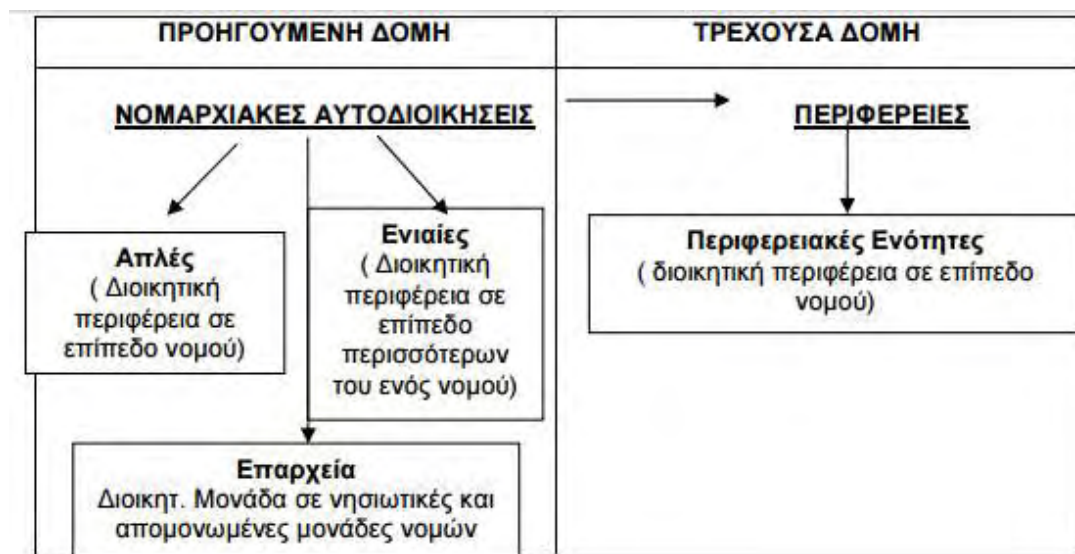 ΠΡΟΗΓΟΥΜΕΝΗ ΔΟΜΗ
ΤΡΕΧΟΥΣΑ ΔΟΜΗ
ΝΟΜΑΡΧΙΑΚΕΣ ΑΥΤΟΔΙΟΙΚΗΣΕΙΣ
ΠΕΡΙΦΕΡΕΙΕΣ
Απλές
( Διοικητική
περιφέρεια σε
επίπεδο νομού)
Ενιαίες
( Διοικητική
περιφέρεια σε
επίπεδο
περισσότερων
του ενός νομού)
Περιφερειακές Ενότητες
( διοικητική περιφέρεια σε επίπεδο
νομού)
Επαρχεία
Διοικητ. Μονάδα σε νησιωτικές και
απομονωμένες μονάδες νομών